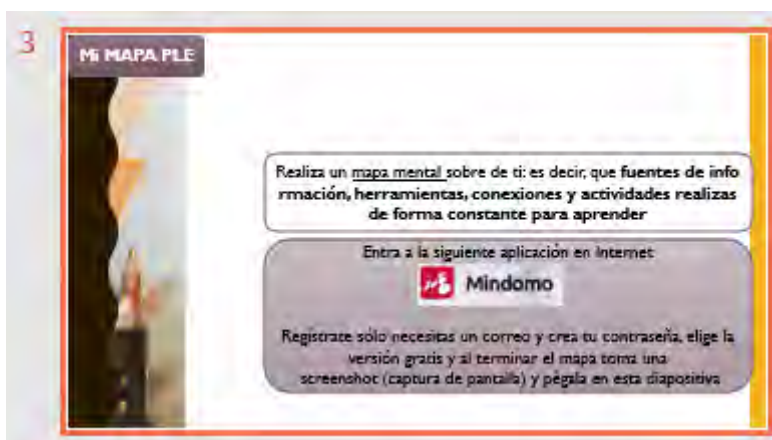 3
Mi MAPA PLE
Realiza un mapa mental sobre de ti: es decir, que fuentes de info
rmación, herramientas, conexiones y actividades realizas
de forma constante para aprender
Entra a la siguiente aplicación en Internet
Mindomo
Registrate sólo necesitas un correo y crea tu contraseña, elige la
versión gratis y al terminar el mapa toma una
screenshot (captura de pantalla) y pégala en esta diapositiva